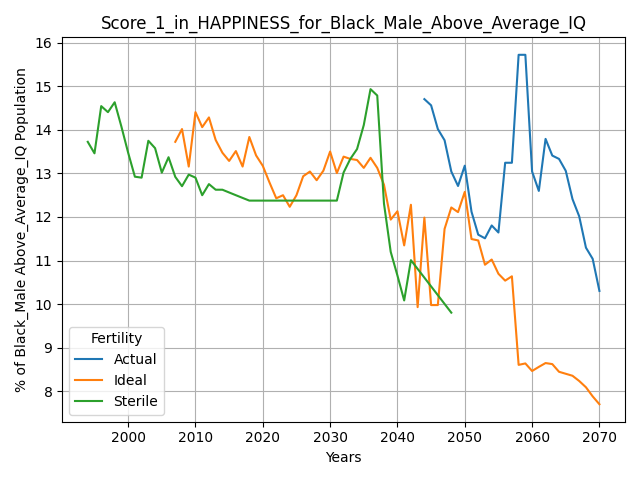 Score_1_in_HAPPINESS_for_Black_Male_Above_Average_IQ
% of Black_Male Above_Average_IQ Population
16
15
14
13
12
11
10
9
8
Fertility
Actual
Ideal
Sterile
2000 2010 2020 2030 2040 2050 2060 2070
Years